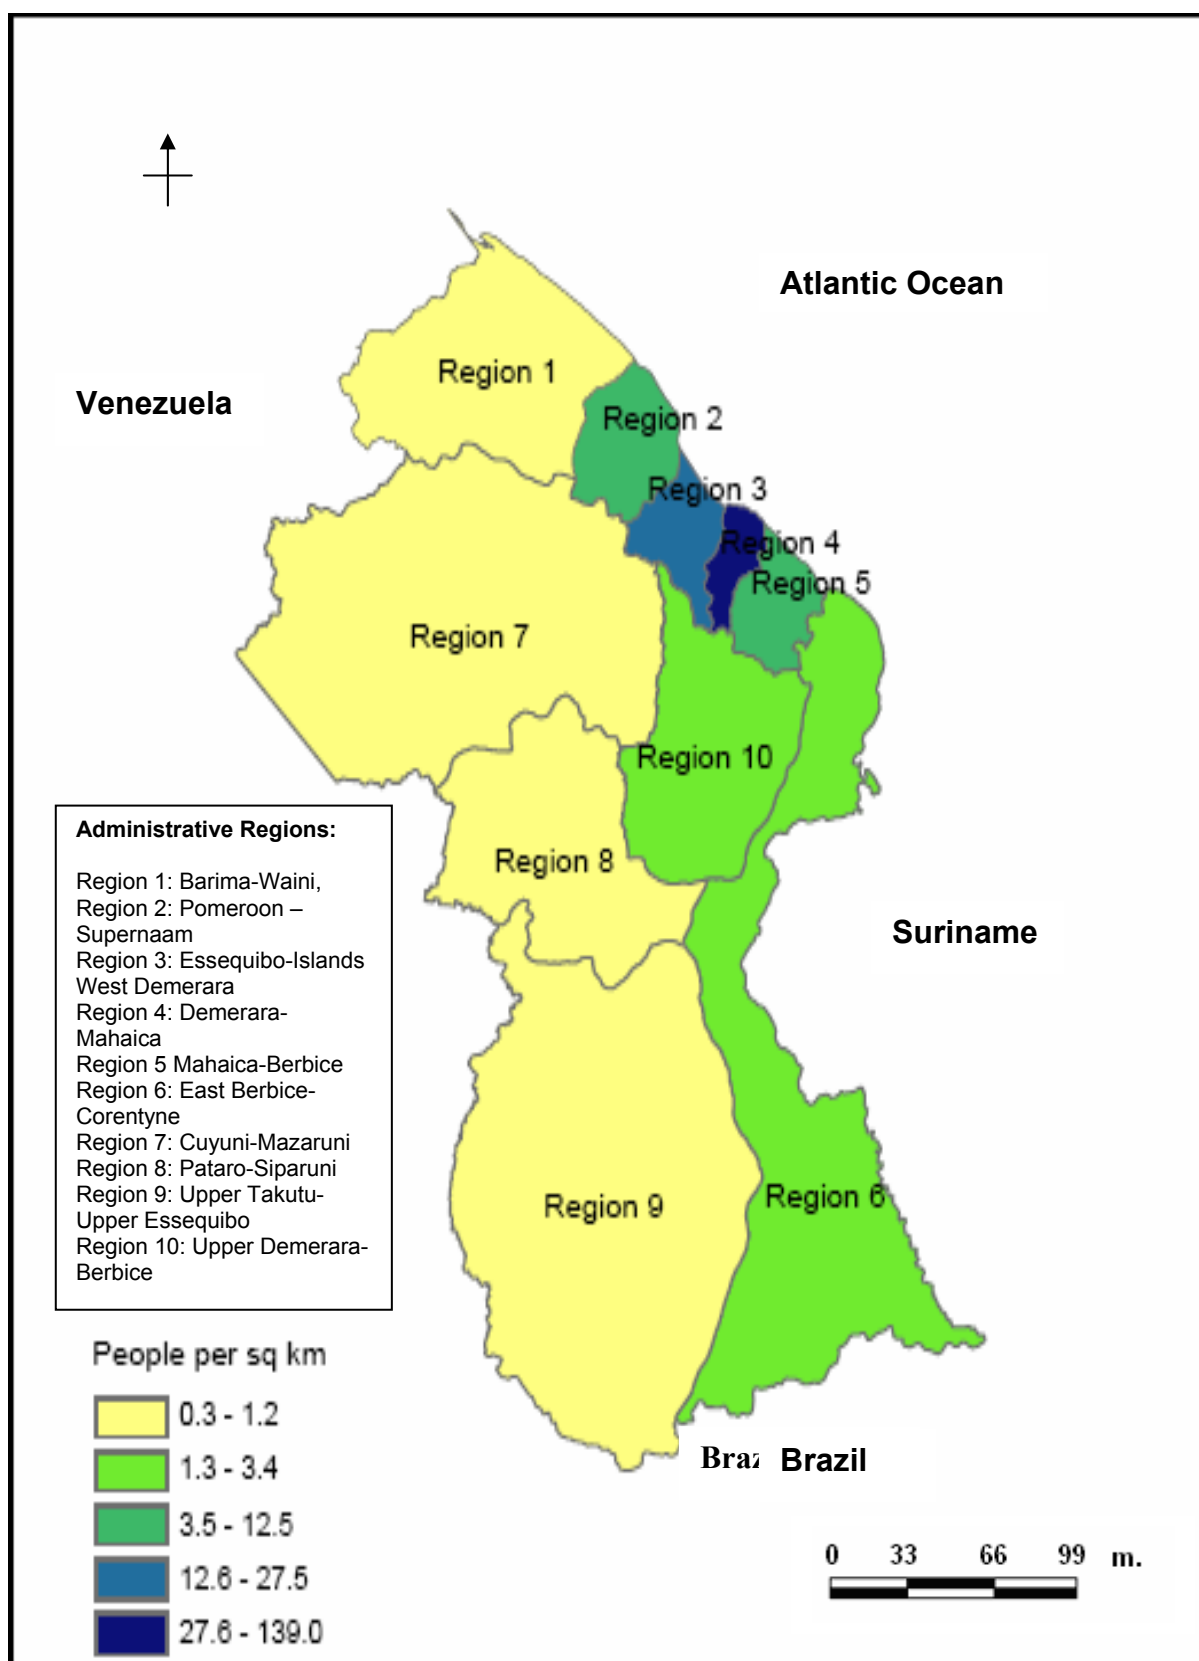 Atlantic Ocean
Region 1
Venezuela
Region 2
Region 3
Region 4
Region 5
Region 7
Region 10
Administrative Regions:
Region 1: Barima-Waini,
Region 2: Pomeroon –
Supernaam
Region 3: Essequibo-Islands
West Demerara
Region 4: Demerara-
Mahaica
Region 5 Mahaica-Berbice
Region 6: East Berbice-
Corentyne
Region 7: Cuyuni-Mazaruni
Region 8: Pataro-Siparuni
Region 9: Upper Takutu-
Upper Essequibo
Region 10: Upper Demerara-
Berbice
Region 8
Suriname
Region 6
Region 9
People per sq km
0.3 - 1.2
1.3 - 3.4
3.5 - 12.5
12.6 - 27.5
27.6 - 139.0
Braz Brazil
0 33 66 99 m.